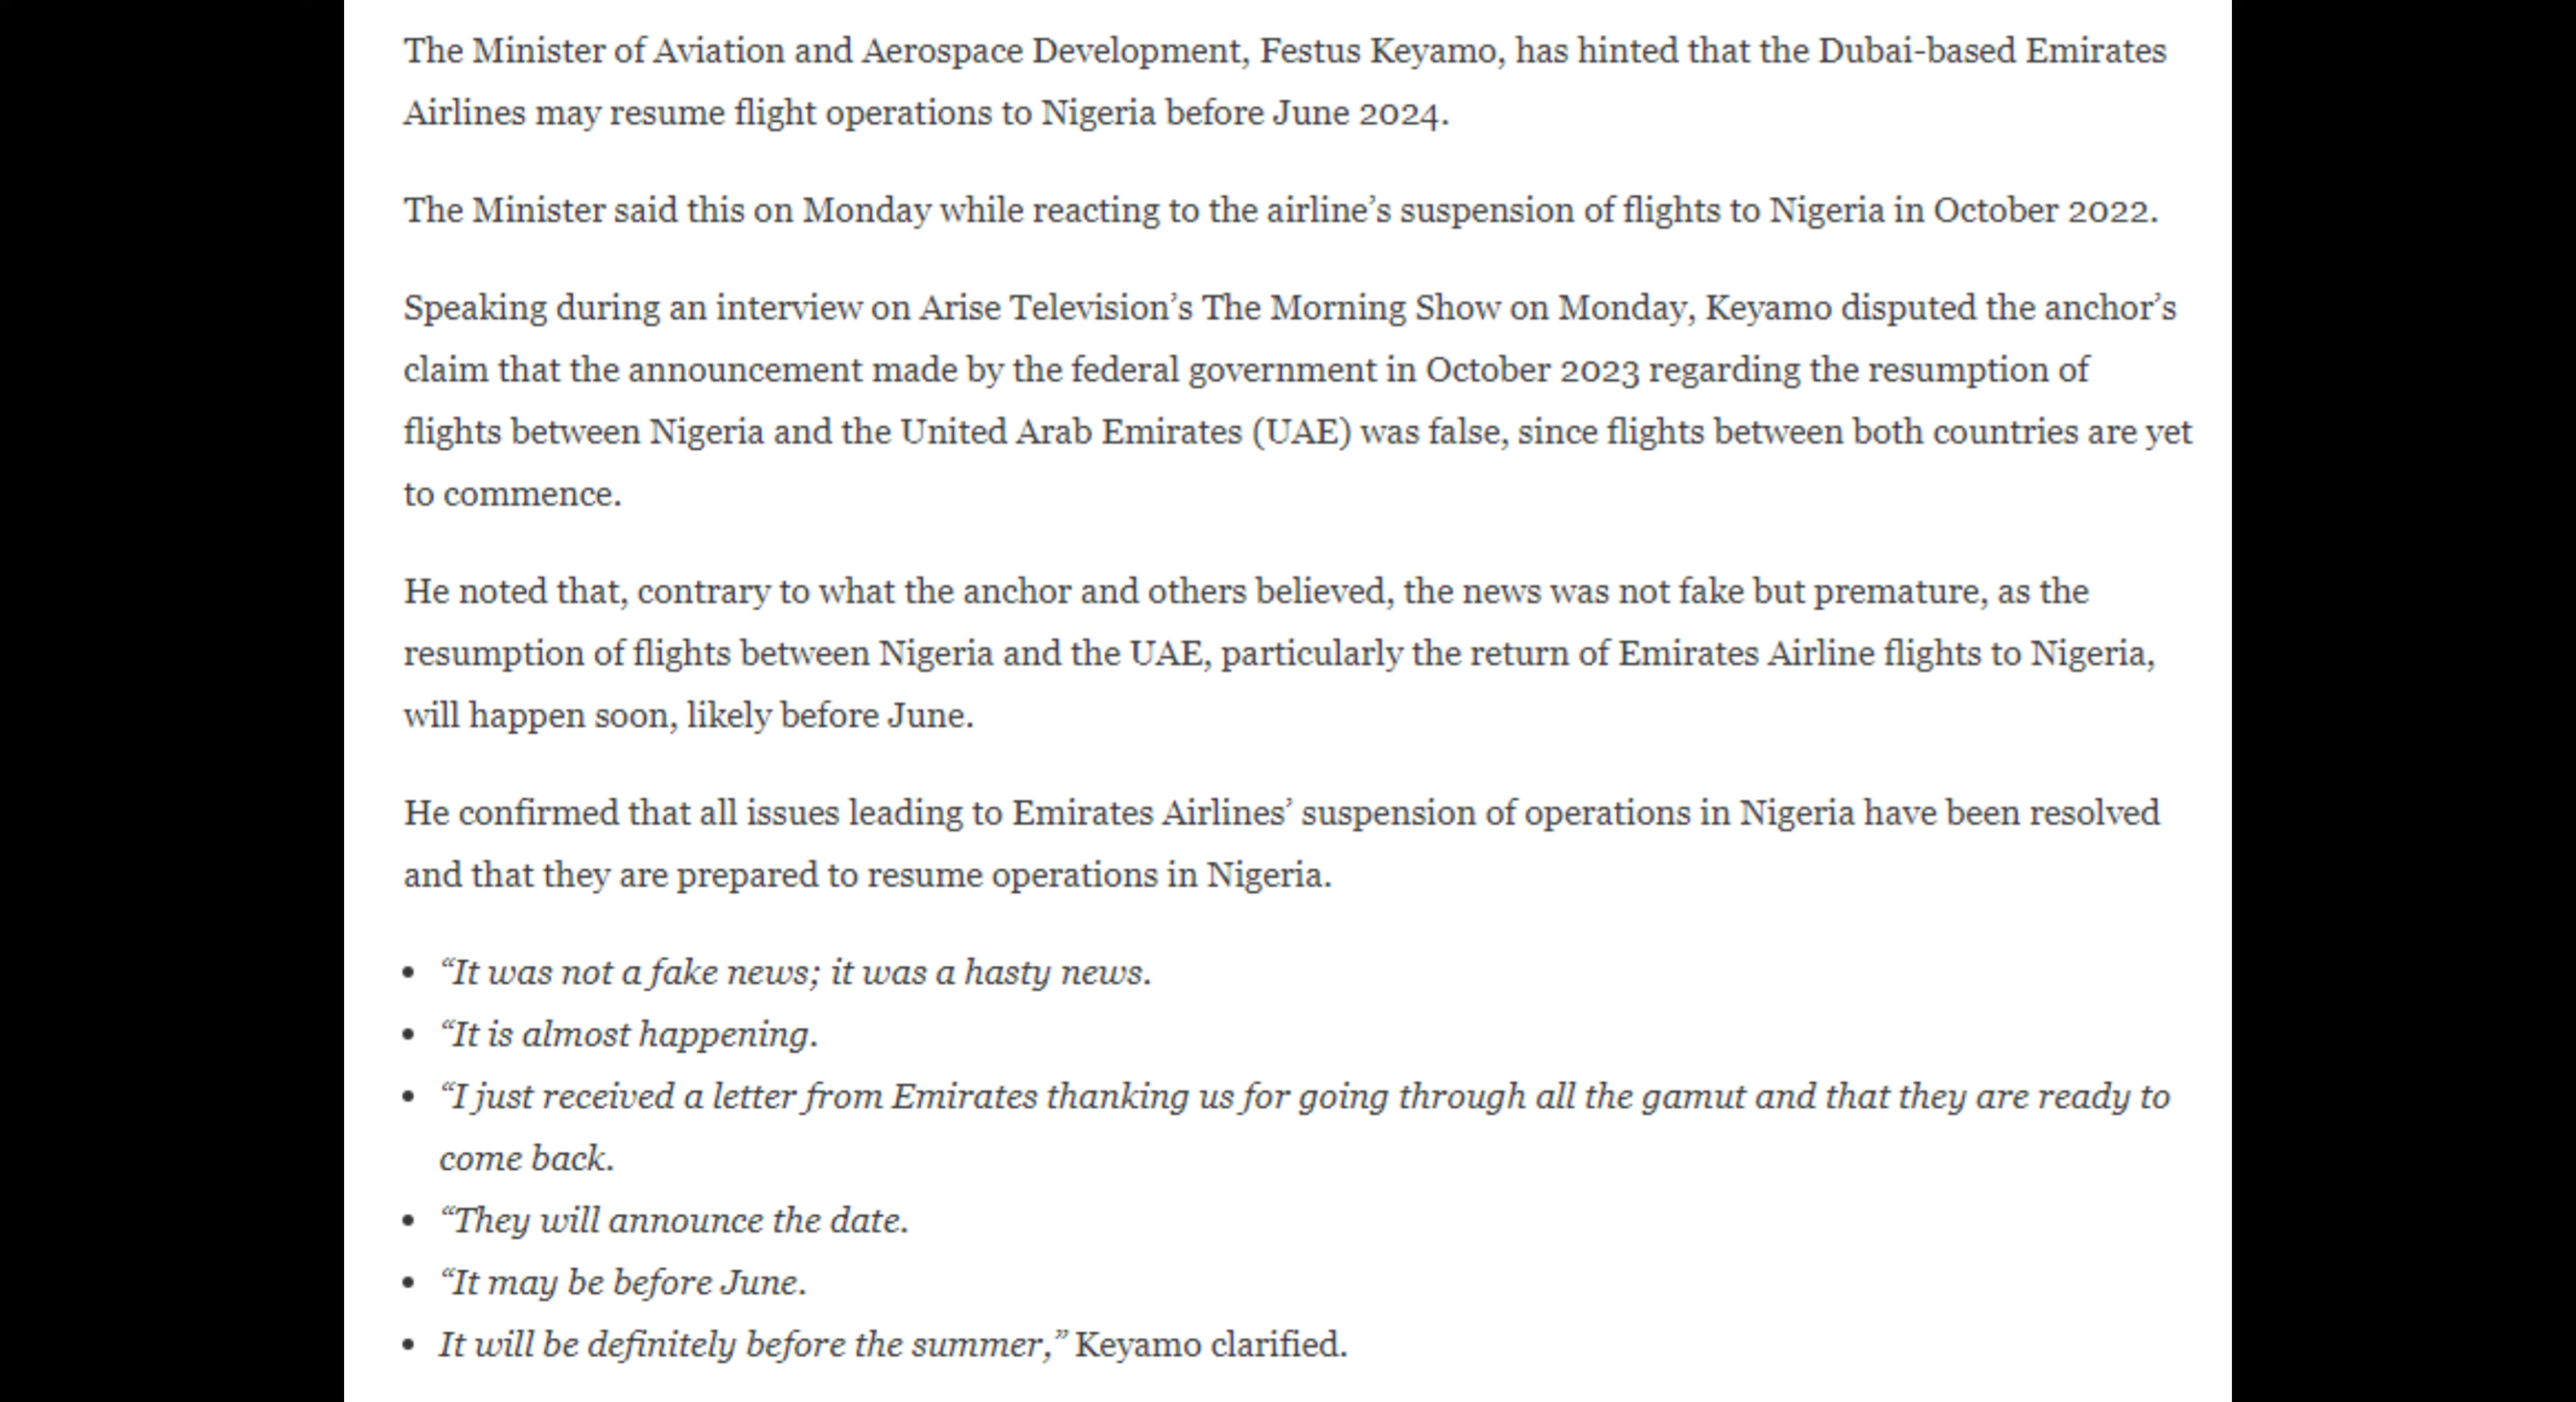 The Minister of Aviation and Aerospace Development, Festus Keyamo, has hinted that the Dubai-based Emirates
Airlines may resume flight operations to Nigeria before June 2024.
The Minister said this on Monday while reacting to the airline’s suspension of flights to Nigeria in October 2022.
Speaking during an interview on Arise Television’s The Morning Show on Monday, Keyamo disputed the anchor’s
claim that the announcement made by the federal government in October 2023 regarding the resumption of
flights between Nigeria and the United Arab Emirates (UAE) was false, since flights between both countries are yet
to commence.
He noted that, contrary to what the anchor and others believed, the news was not fake but premature, as the
resumption of flights between Nigeria and the UAE, particularly the return of Emirates Airline flights to Nigeria,
will happen soon, likely before June.
He confirmed that all issues leading to Emirates Airlines’ suspension of operations in Nigeria have been resolved
and that they are prepared to resume operations in Nigeria.
• “It was not a fake news; it was a hasty news.
• “It is almost happening.
• “I just received a letter from Emirates thanking us for going through all the gamut and that they are ready to
come back.
• “They will announce the date.
• “It may be before June.
• It will be definitely before the summer,” Keyamo clarified.